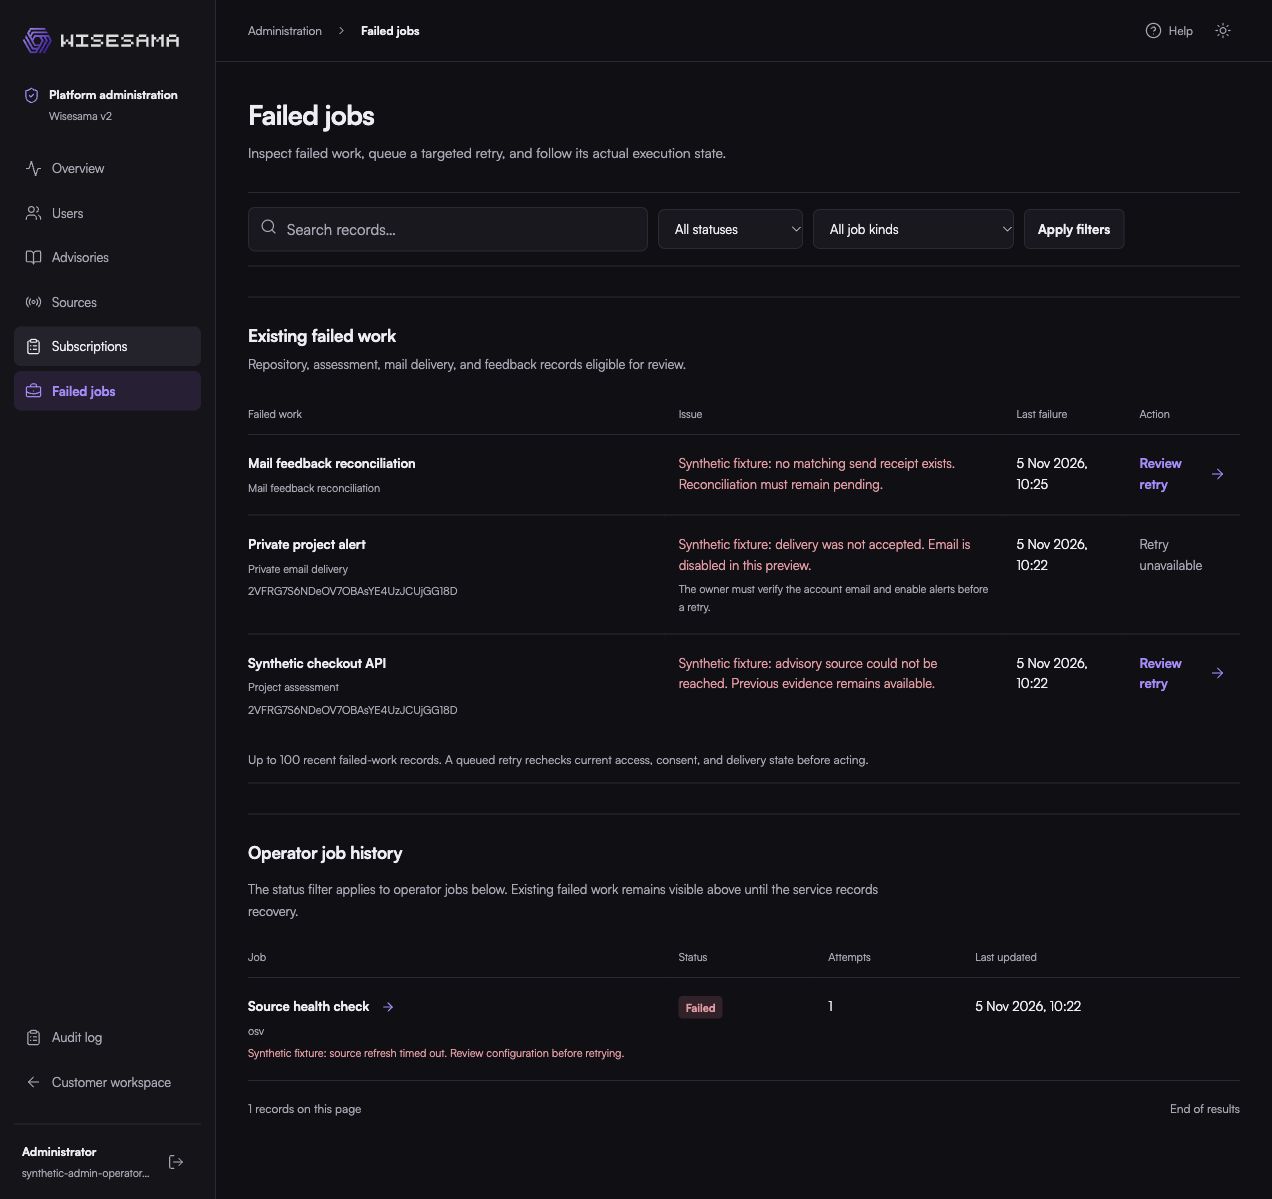 WISESAMA
Platform administration
Wisesama v2
Overview
Users
Advisories
Sources
Subscriptions
Failed jobs
Audit log
Customer workspace
Administrator
synthetic-admin-operator...
Administration > Failed jobs
Help
Failed jobs
Inspect failed work, queue a targeted retry, and follow its actual execution state.
Search records...
All statuses
All job kinds
Apply filters
Existing failed work
Repository, assessment, mail delivery, and feedback records eligible for review.
Failed work Issue Last failure Action
Mail feedback reconciliation
Mail feedback reconciliation
Synthetic fixture: no matching send receipt exists.
Reconciliation must remain pending.
5 Nov 2026,
10:25
Review
retry
Private project alert
Private email delivery
2VFRG7S6NDeOV7OBAsYE4UzJCUjGG18D
Synthetic fixture: delivery was not accepted. Email is
disabled in this preview.
The owner must verify the account email and enable alerts before
a retry.
5 Nov 2026,
10:22
Retry
unavailable
Synthetic checkout API
Project assessment
2VFRG7S6NDeOV7OBAsYE4UzJCUjGG18D
Synthetic fixture: advisory source could not be
reached. Previous evidence remains available.
5 Nov 2026,
10:22
Review
retry
Up to 100 recent failed-work records. A queued retry rechecks current access, consent, and delivery state before acting.
Operator job history
The status filter applies to operator jobs below. Existing failed work remains visible above until the service records
recovery.
Job Status Attempts Last updated
Source health check
osv
Synthetic fixture: source refresh timed out. Review configuration before retrying.
Failed
1
5 Nov 2026, 10:22
1 records on this page
End of results